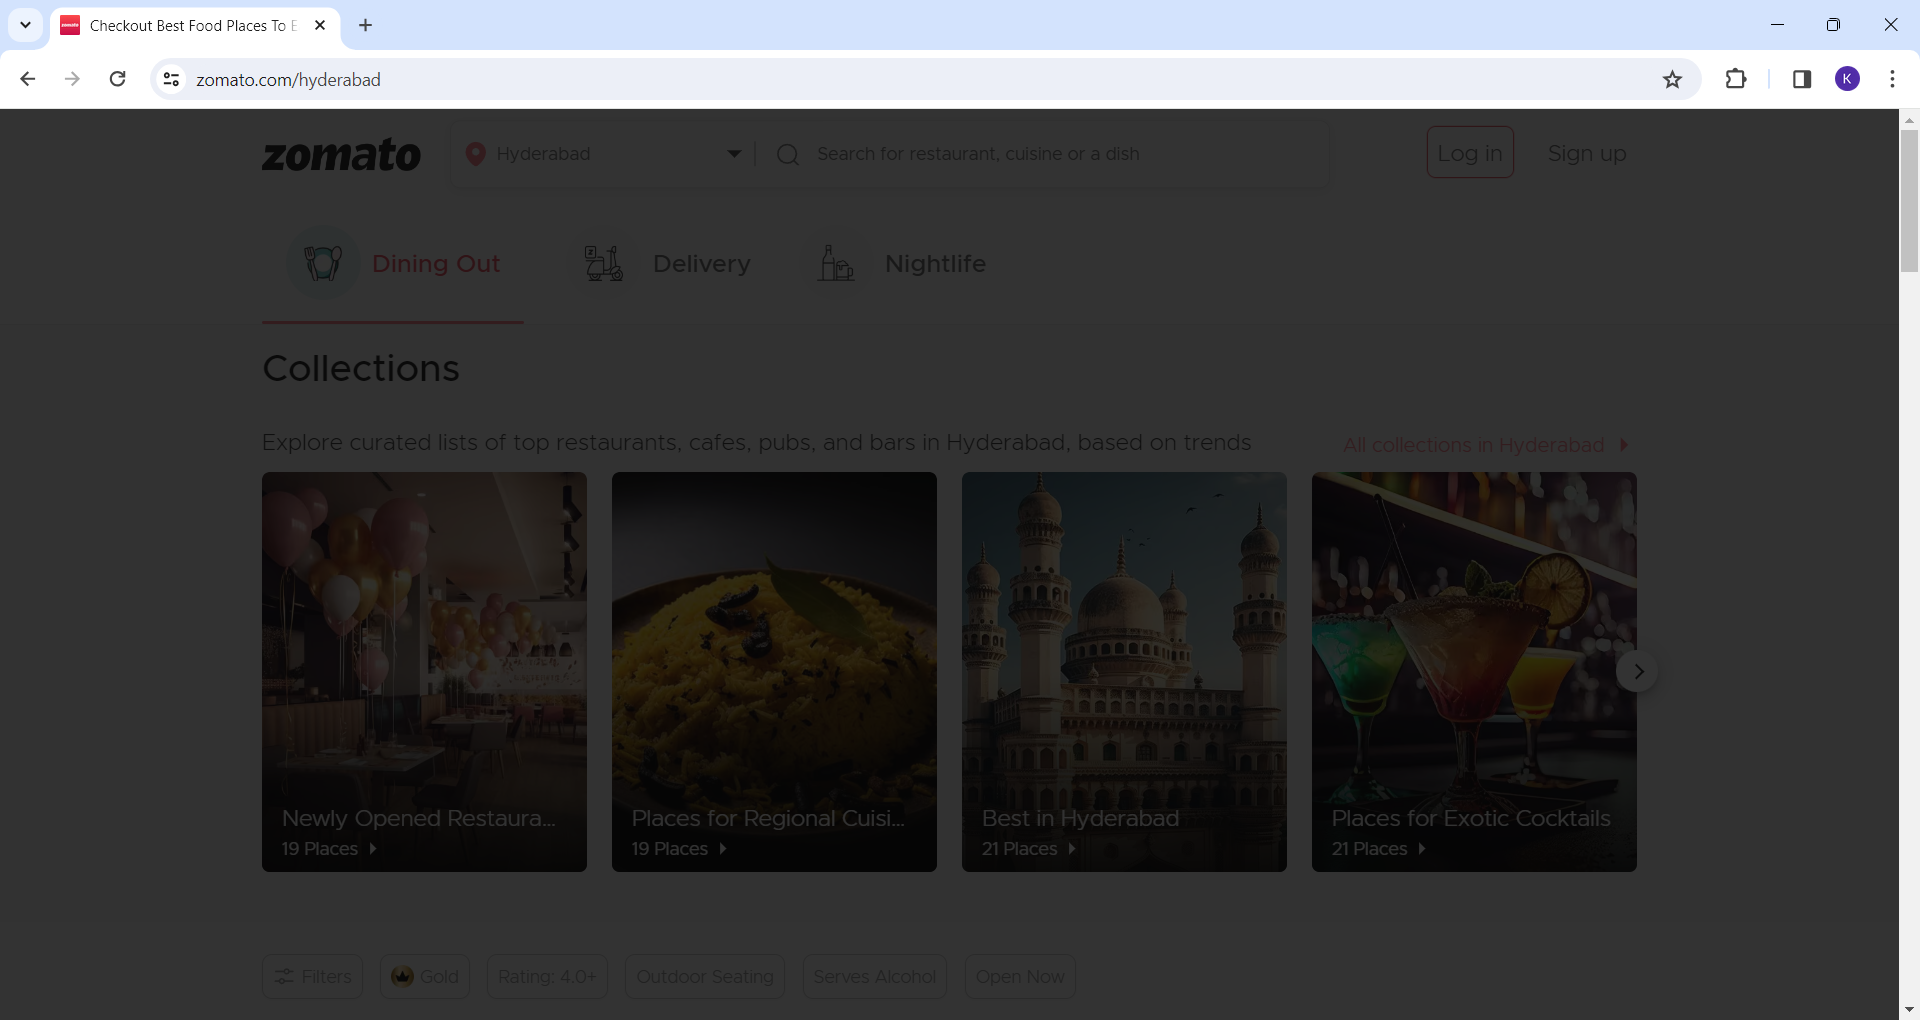 Checkout Best Food Places To E
zomato.com/hyderabad
K
zomato
Hyderabad
Search for restaurant, cuisine or a dish
Log in
Sign up
Dining Out
Delivery
Nightlife
Collections
Explore curated lists of top restaurants, cafes, pubs, and bars in Hyderabad, based on trends
All collections in Hyderabad
Newly Opened Restaura...
19 Places
Places for Regional Cuisi...
19 Places
Best in Hyderabad
21 Places
Places for Exotic Cocktails
21 Places
Filters
Gold
Rating: 4.0+
Outdoor Seating
Serves Alcohol
Open Now